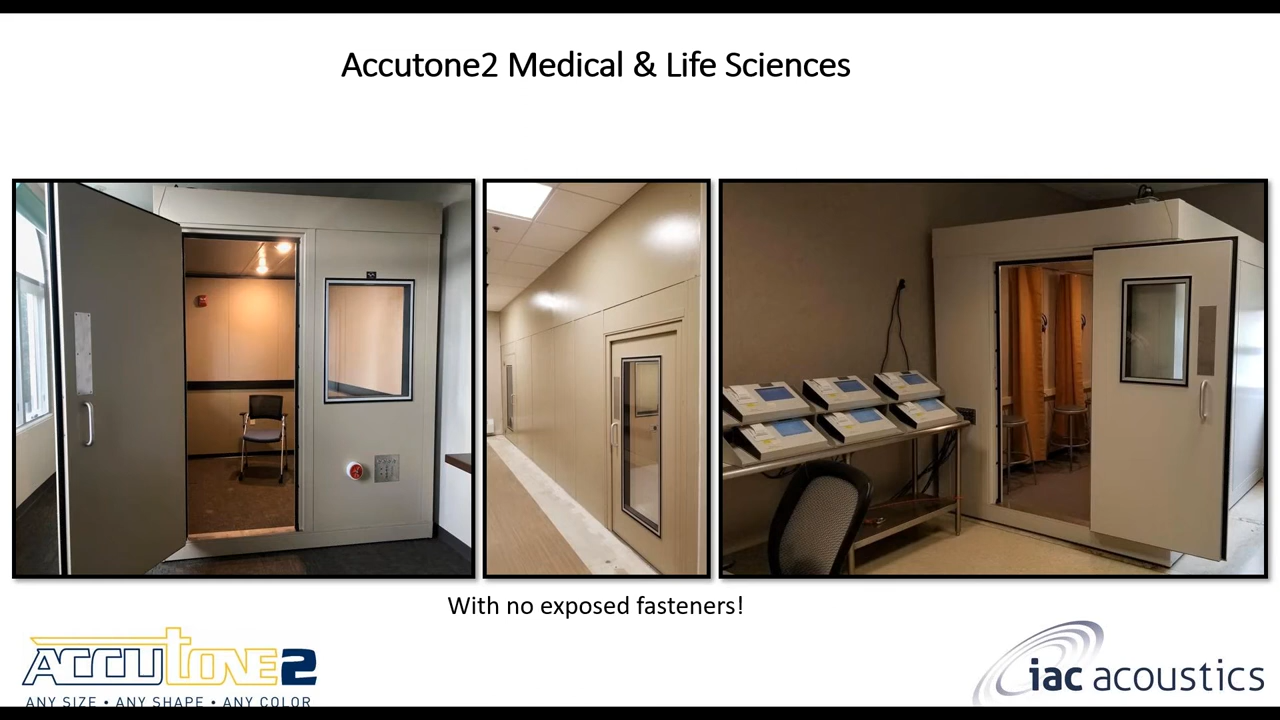 Accutone2 Medical & Life Sciences
With no exposed fasteners!
ACCUTONE2
ANY SIZE • ANY SHAPE • ANY COLOR
iac acoustics